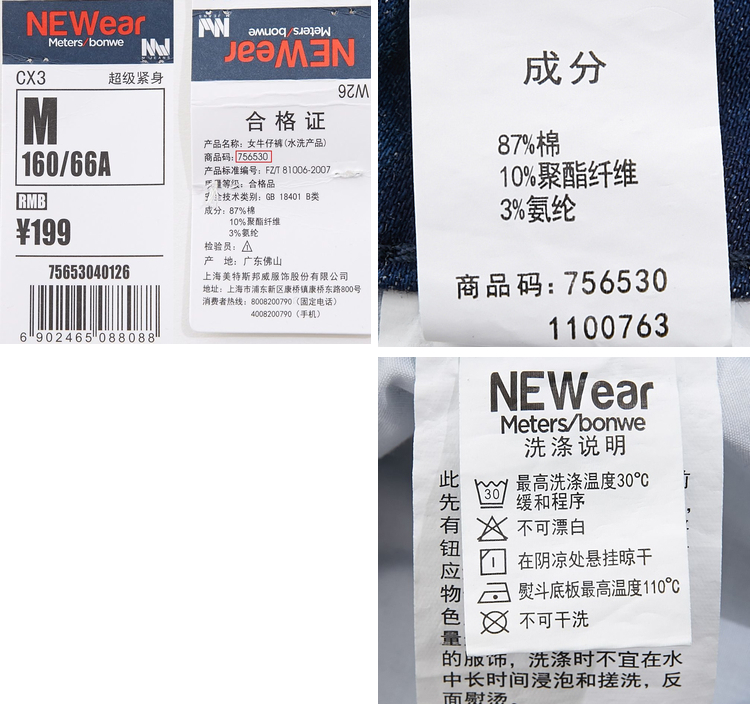 NEWear
Meters/bonwe
CX3 超级紧身
M
160/66A
RMB
¥199
75653040126
6 902465 088088
NEWear
Meters/bonwe
W26
合格证
产品名称: 女牛仔裤(水洗产品)
商品码: 756530
产品标准编号: FZ/T 81006-2007
质量等级: 合格品
安全技术类别: GB 18401 B类
成分: 87%棉
10%聚酯纤维
3%氨纶
检验员:
产 地: 广东佛山
上海美特斯邦威服饰股份有限公司
地址: 上海市浦东新区康桥镇康桥东路800号
消费者热线: 8008200790 (固定电话)
4008200790 (手机)
成分
87%棉
10%聚酯纤维
3%氨纶
商品码: 756530
1100763
NEWear
Meters/bonwe
洗涤说明
30 最高洗涤温度30℃
缓和程序
不可漂白
在阴凉处悬挂晾干
熨斗底板最高温度110℃
不可干洗
此
先
有
钮
应
物
色
量
的服饰，洗涤时不宜在水
中长时间浸泡和搓洗，反
面熨烫。